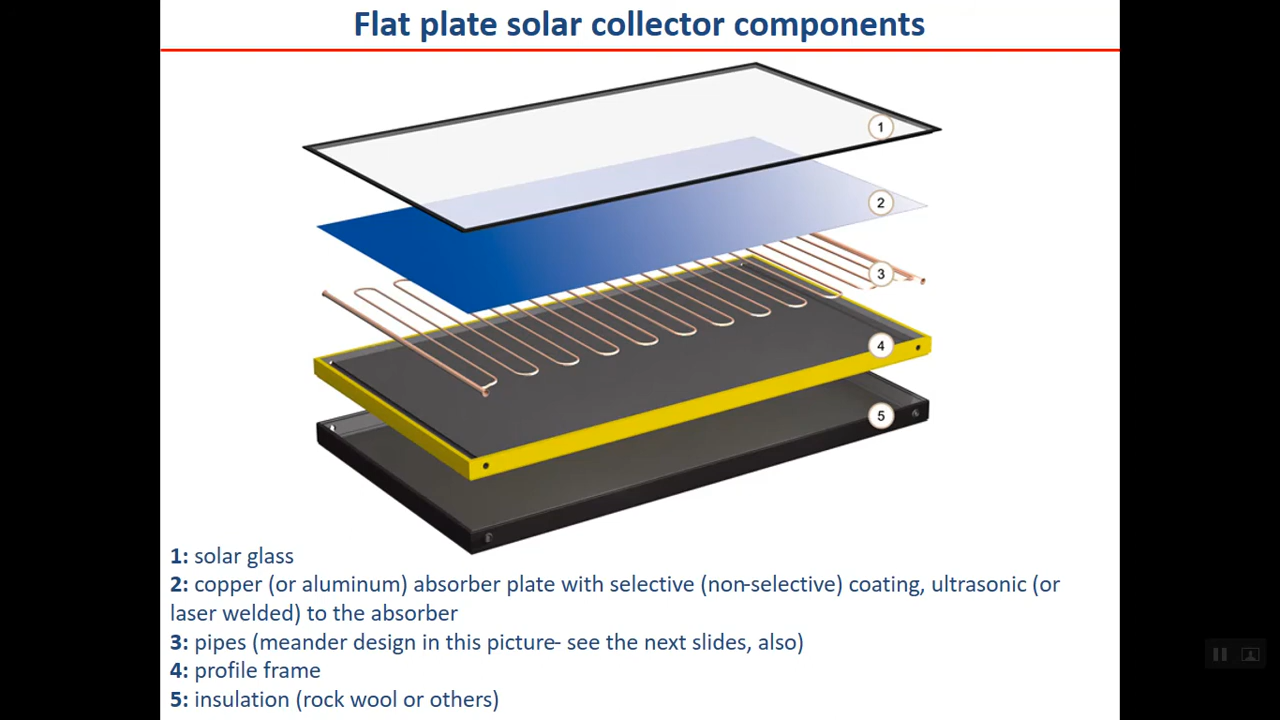 Flat plate solar collector components
1
2
3
4
5
1: solar glass
2: copper (or aluminum) absorber plate with selective (non-selective) coating, ultrasonic (or
laser welded) to the absorber
3: pipes (meander design in this picture- see the next slides, also)
4: profile frame
5: insulation (rock wool or others)